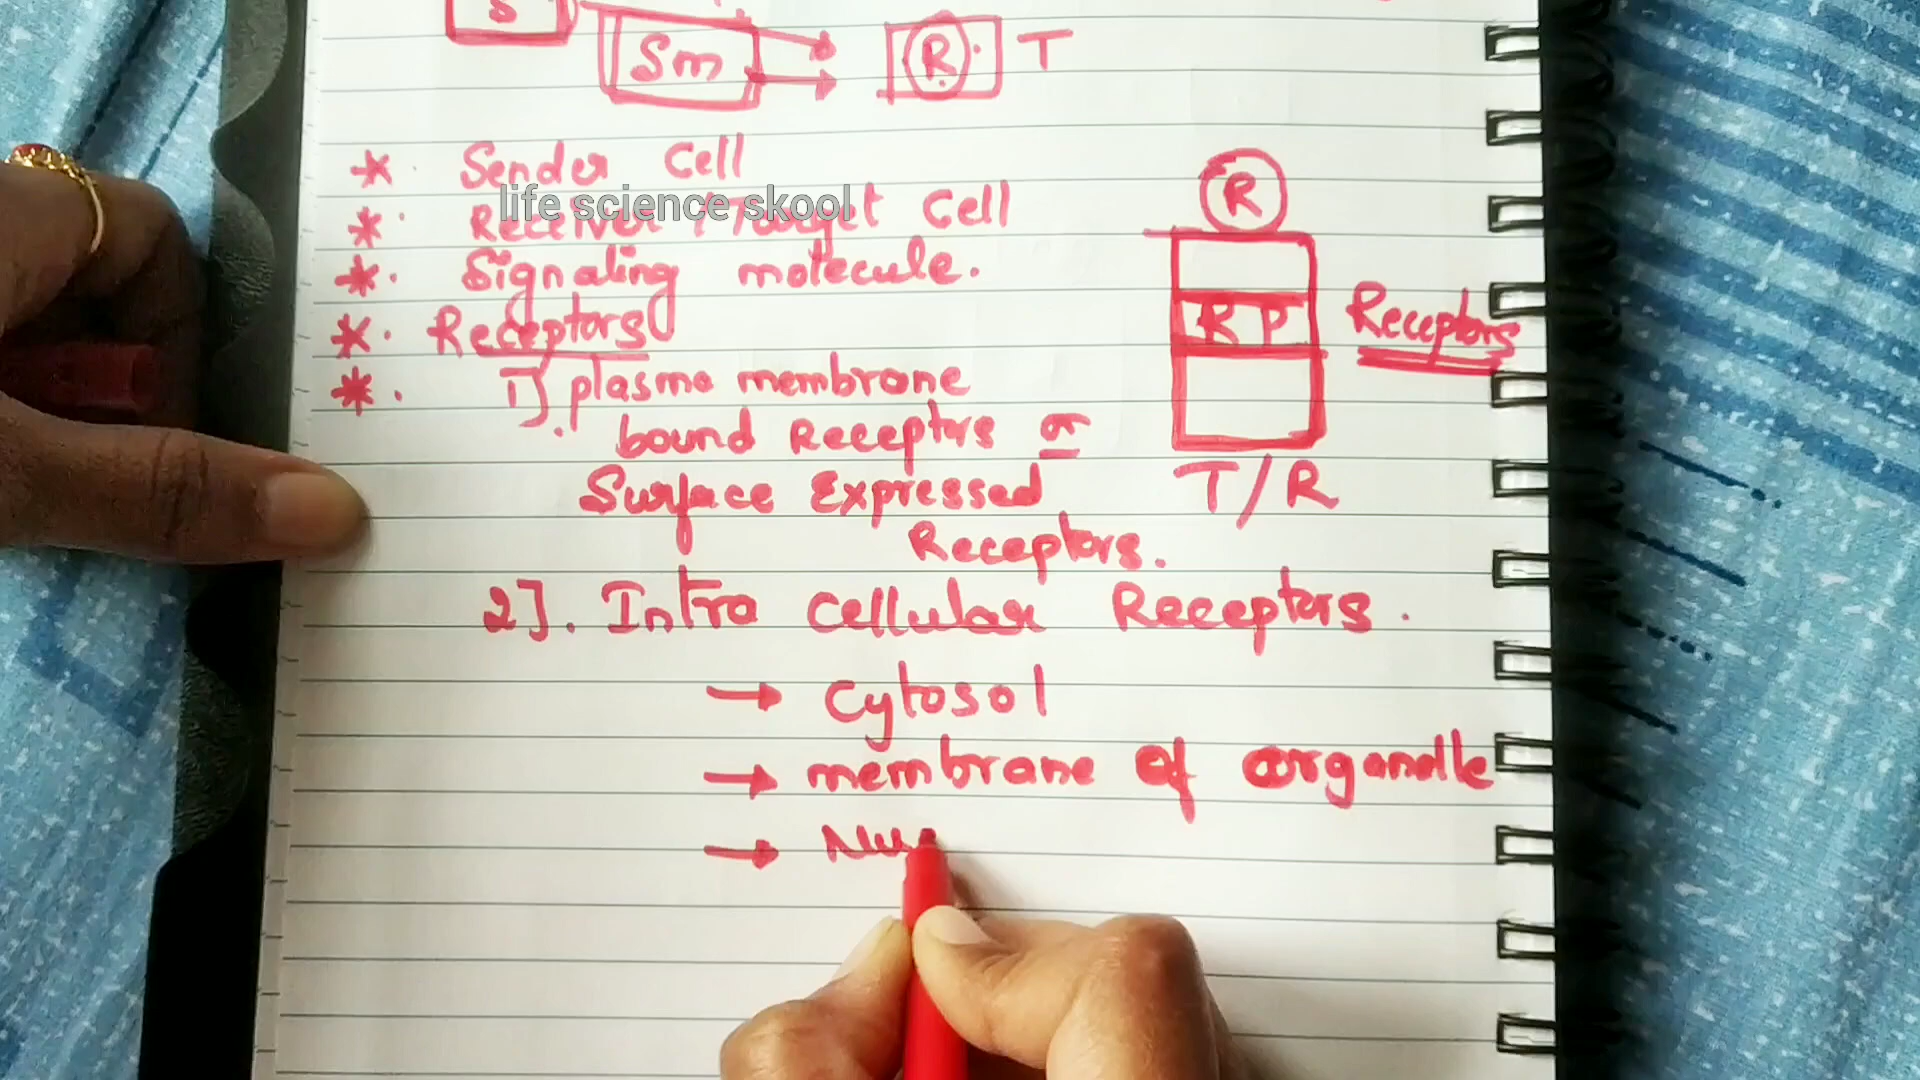 S
Sm R T
* Sender Cell
life science skool
*. Receiver / Target Cell
*. Signaling molecule.
*. Receptors
*. 1]. plasma membrane
bound Receptors or
Surface Expressed
Receptors.
R
R P Receptors
T/R
2]. Intra Cellular Receptors.
→ Cytosol
→ membrane of organelle
→